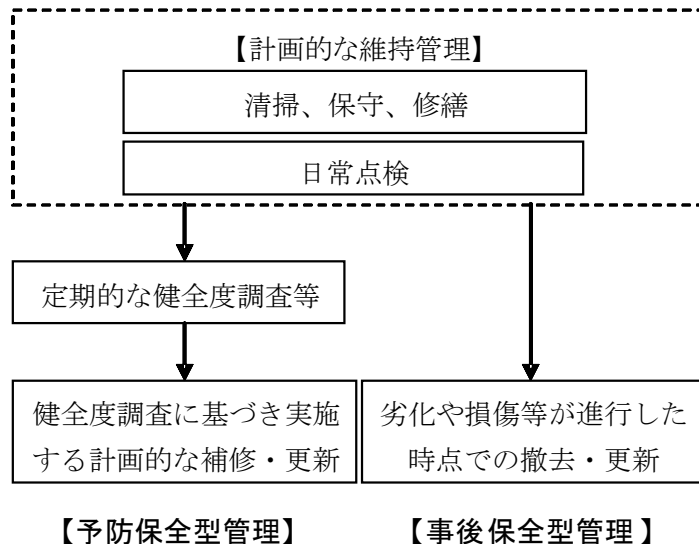 【計画的な維持管理】
清掃、保守、修繕
日常点検
定期的な健全度調査等
健全度調査に基づき実施
する計画的な補修・更新
劣化や損傷等が進行した
時点での撤去・更新
【予防保全型管理】
【事後保全型管理】